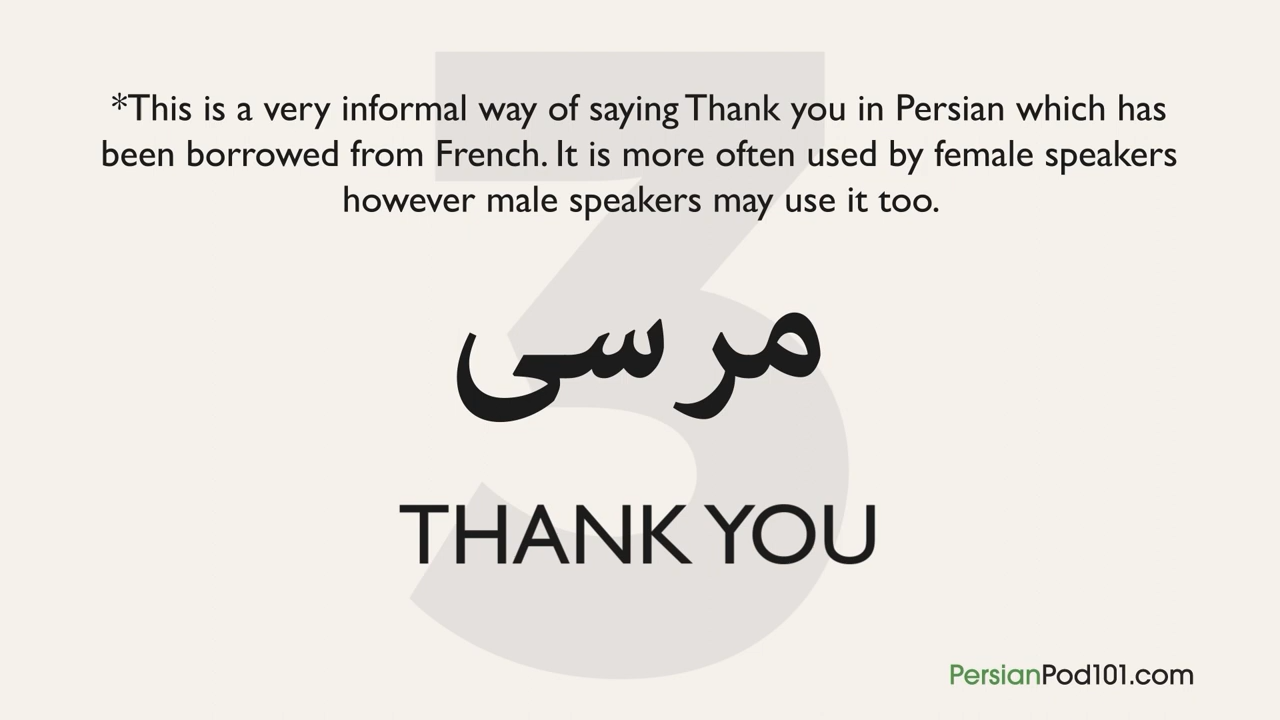 *This is a very informal way of saying Thank you in Persian which has
been borrowed from French. It is more often used by female speakers
however male speakers may use it too.
3
مرسی
THANK YOU
PersianPod101.com